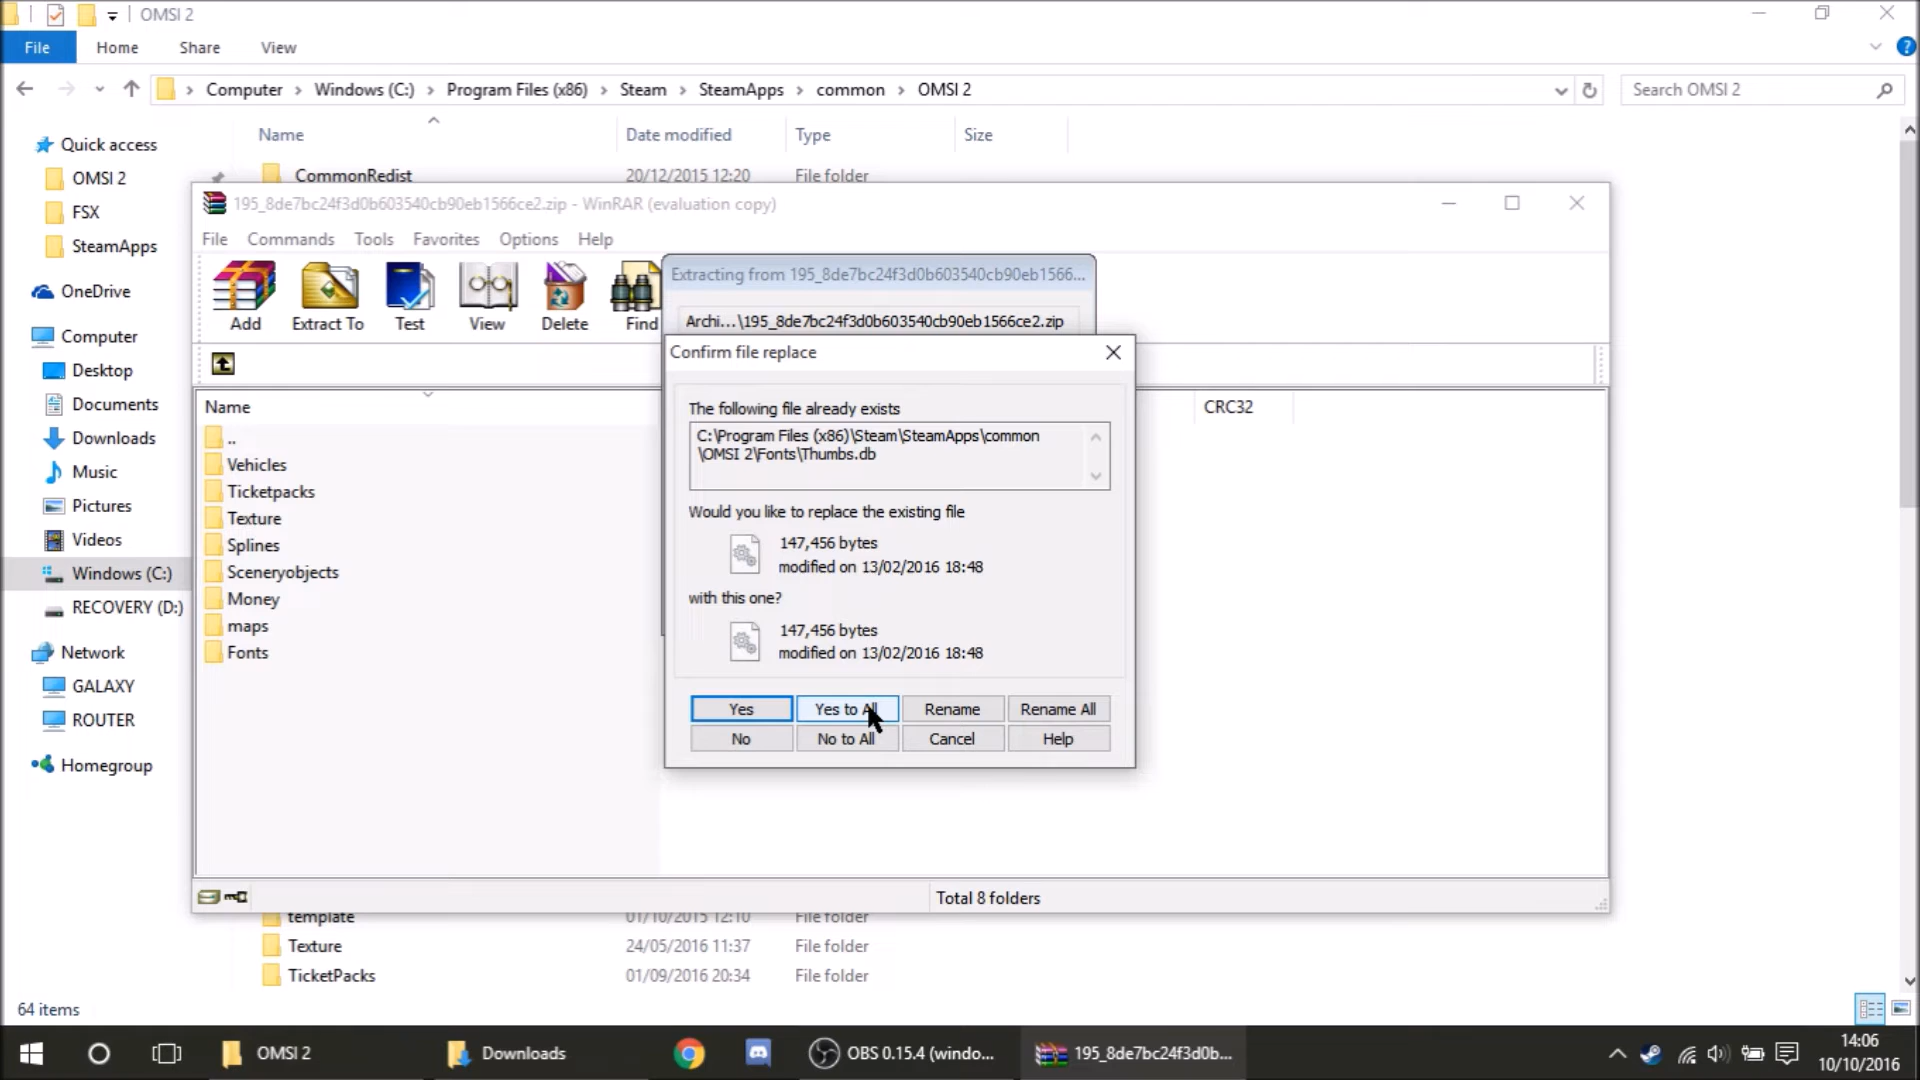 OMSI 2
File Home Share View
Computer Windows (C:) Program Files (x86) Steam SteamApps common OMSI 2
Search OMSI 2
Name Date modified Type Size
Quick access
OMSI 2
FSX
SteamApps
OneDrive
Computer
Desktop
Documents
Downloads
Music
Pictures
Videos
Windows (C:)
RECOVERY (D:)
Network
GALAXY
ROUTER
Homegroup
CommonRedist 20/12/2015 12:20 File folder
195_8de7bc24f3d0b603540cb90eb1566ce2.zip - WinRAR (evaluation copy)
File Commands Tools Favorites Options Help
Add Extract To Test View Delete Find
Name
CRC32
..
Vehicles
Ticketpacks
Texture
Splines
Sceneryobjects
Money
maps
Fonts
Extracting from 195_8de7bc24f3d0b603540cb90eb1566...
Archi...\195_8de7bc24f3d0b603540cb90eb1566ce2.zip
Confirm file replace
The following file already exists
C:\Program Files (x86)\Steam\SteamApps\common
\OMSI 2\Fonts\Thumbs.db
Would you like to replace the existing file
147,456 bytes
modified on 13/02/2016 18:48
with this one?
147,456 bytes
modified on 13/02/2016 18:48
Yes Yes to All Rename Rename All
No No to All Cancel Help
Total 8 folders
template 01/10/2015 12:10 File folder
Texture 24/05/2016 11:37 File folder
TicketPacks 01/09/2016 20:34 File folder
64 items
OMSI 2
Downloads
OBS 0.15.4 (windo...
195_8de7bc24f3d0b...
14:06
10/10/2016